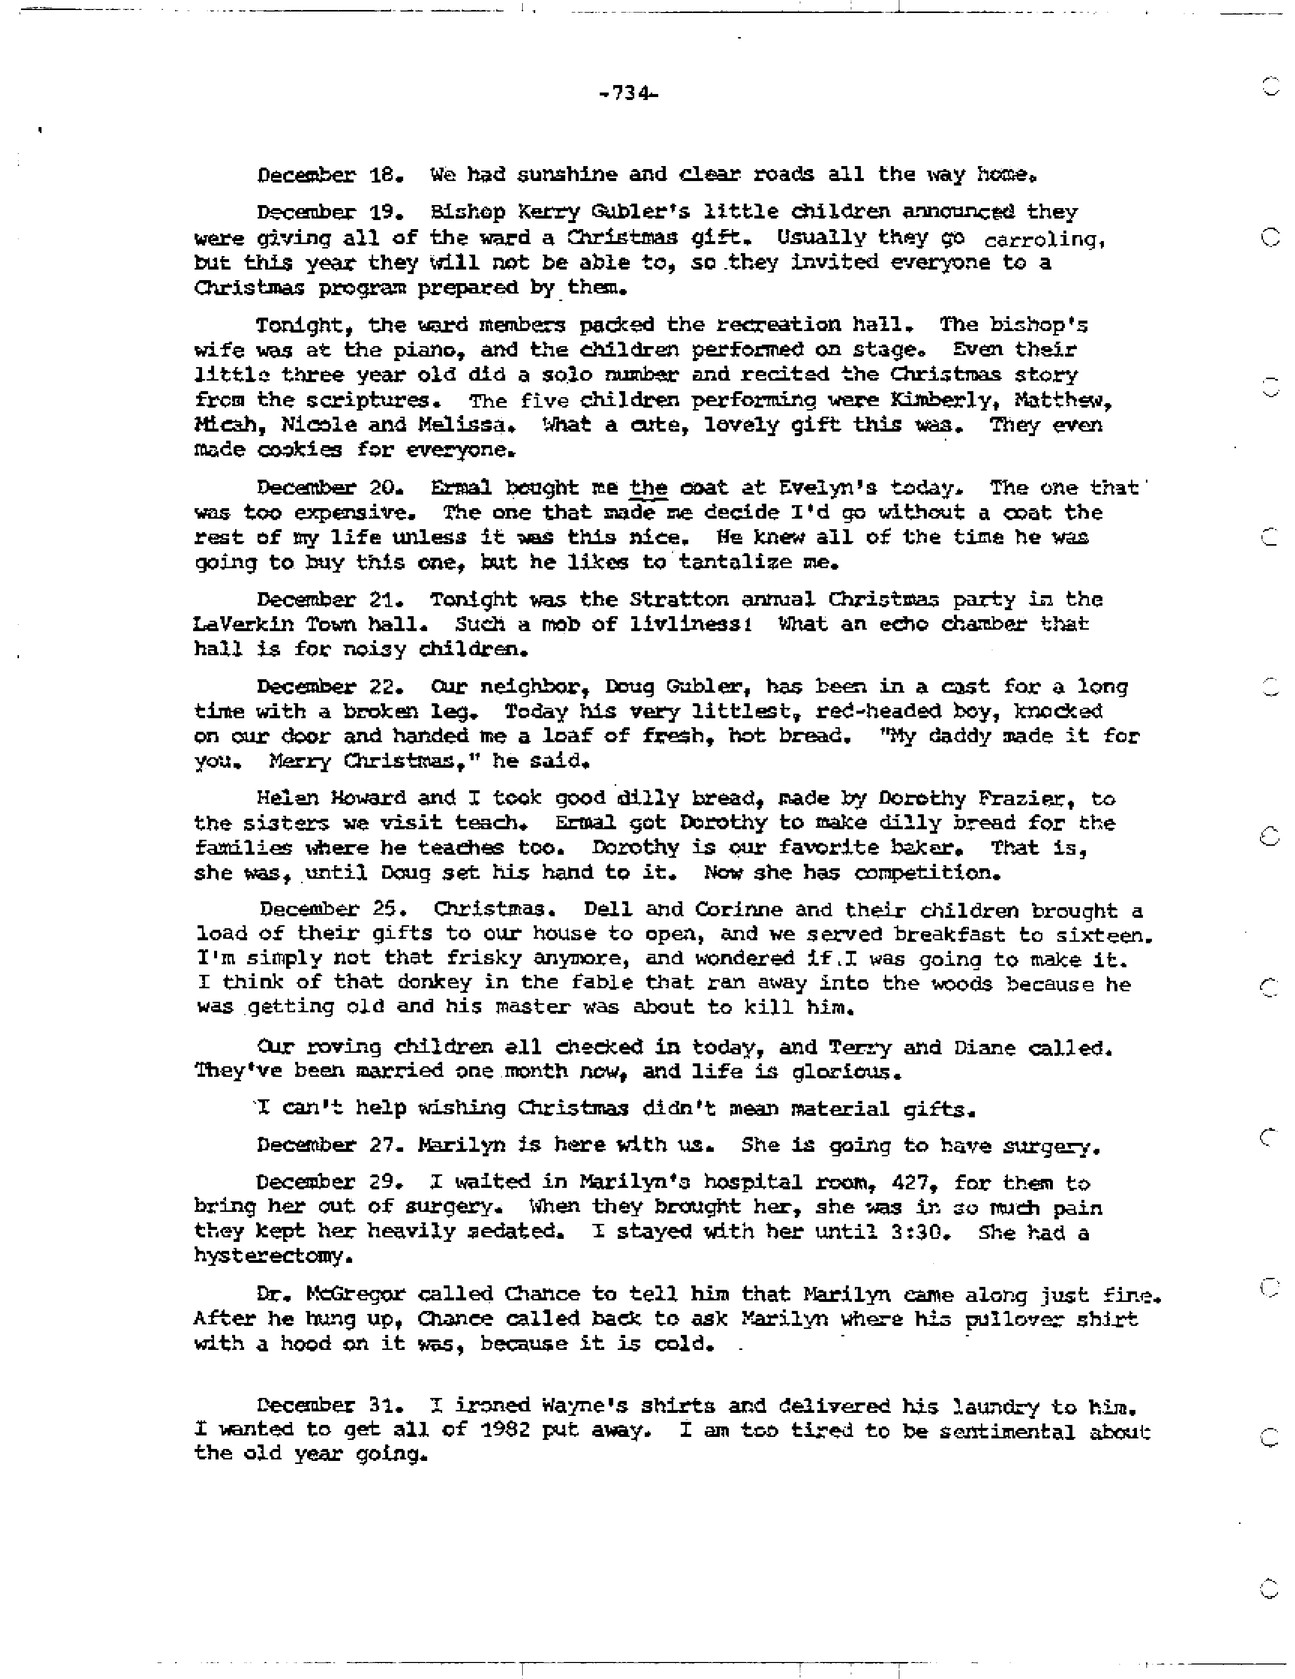 -734-
December 18. We had sunshine and clear roads all the way home.
December 19. Bishop Kerry Gubler's little children announced they
were giving all of the ward a Christmas gift. Usually they go carroling,
but this year they will not be able to, so they invited everyone to a
Christmas program prepared by them.
Tonight, the ward members packed the recreation hall. The bishop's
wife was at the piano, and the children performed on stage. Even their
little three year old did a solo number and recited the Christmas story
from the scriptures. The five children performing were Kimberly, Matthew,
Micah, Nicole and Melissa. What a cute, lovely gift this was. They even
made cookies for everyone.
December 20. Ermal bought me the coat at Evelyn's today. The one that
was too expensive. The one that made me decide I'd go without a coat the
rest of my life unless it was this nice. He knew all of the time he was
going to buy this one, but he likes to tantalize me.
December 21. Tonight was the Stratton annual Christmas party in the
LaVerkin Town hall. Such a mob of livliness! What an echo chamber that
hall is for noisy children.
December 22. Our neighbor, Doug Gubler, has been in a cast for a long
time with a broken leg. Today his very littlest, red-headed boy, knocked
on our door and handed me a loaf of fresh, hot bread. "My daddy made it for
you. Merry Christmas," he said.
Helen Howard and I took good dilly bread, made by Dorothy Frazier, to
the sisters we visit teach. Ermal got Dorothy to make dilly bread for the
families where he teaches too. Dorothy is our favorite baker. That is,
she was, until Doug set his hand to it. Now she has competition.
December 25. Christmas. Dell and Corinne and their children brought a
load of their gifts to our house to open, and we served breakfast to sixteen.
I'm simply not that frisky anymore, and wondered if I was going to make it.
I think of that donkey in the fable that ran away into the woods because he
was getting old and his master was about to kill him.
Our roving children all checked in today, and Terry and Diane called.
They've been married one month now, and life is glorious.
I can't help wishing Christmas didn't mean material gifts.
December 27. Marilyn is here with us. She is going to have surgery.
December 29. I waited in Marilyn's hospital room, 427, for them to
bring her out of surgery. When they brought her, she was in so much pain
they kept her heavily sedated. I stayed with her until 3:30. She had a
hysterectomy.
Dr. McGregor called Chance to tell him that Marilyn came along just fine.
After he hung up, Chance called back to ask Marilyn where his pullover shirt
with a hood on it was, because it is cold.
December 31. I ironed Wayne's shirts and delivered his laundry to him.
I wanted to get all of 1982 put away. I am too tired to be sentimental about
the old year going.